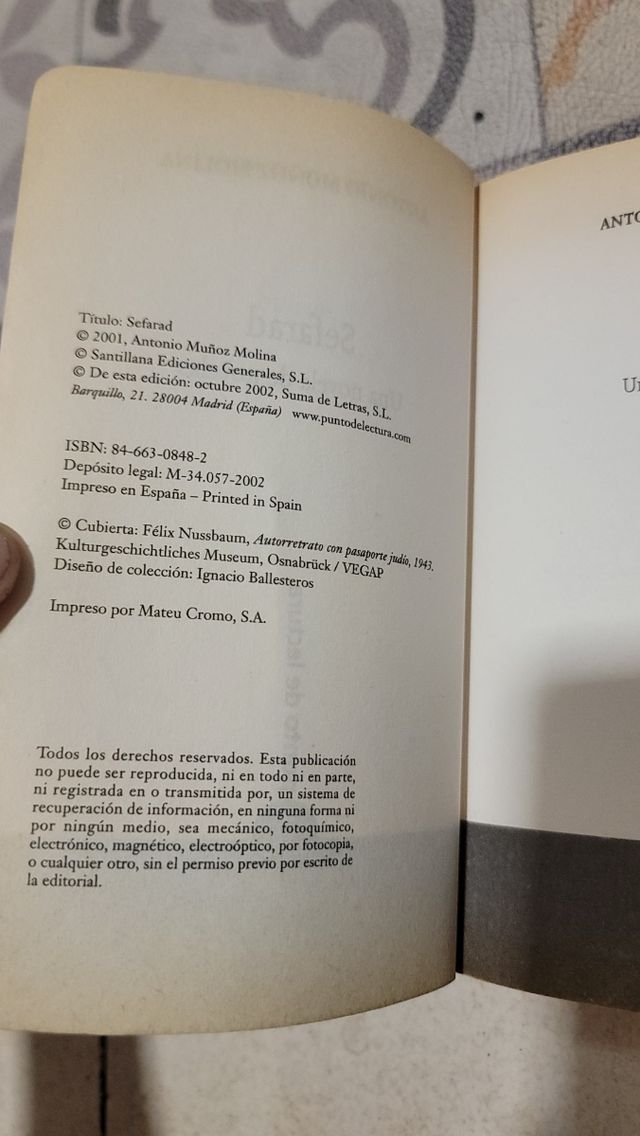 Título: Sefarad
© 2001, Antonio Muñoz Molina
© Santillana Ediciones Generales, S.L.
© De esta edición: octubre 2002, Suma de Letras, S.L.
Barquillo, 21. 28004 Madrid (España) www.puntodelectura.com
ISBN: 84-663-0848-2
Depósito legal: M-34.057-2002
Impreso en España – Printed in Spain
© Cubierta: Félix Nussbaum, Autorretrato con pasaporte judío, 1943.
Kulturgeschichtliches Museum, Osnabrück / VEGAP
Diseño de colección: Ignacio Ballesteros
Impreso por Mateu Cromo, S.A.
Todos los derechos reservados. Esta publicación
no puede ser reproducida, ni en todo ni en parte,
ni registrada en o transmitida por, un sistema de
recuperación de información, en ninguna forma ni
por ningún medio, sea mecánico, fotoquímico,
electrónico, magnético, electroóptico, por fotocopia,
o cualquier otro, sin el permiso previo por escrito de
la editorial.
ANTO
Un